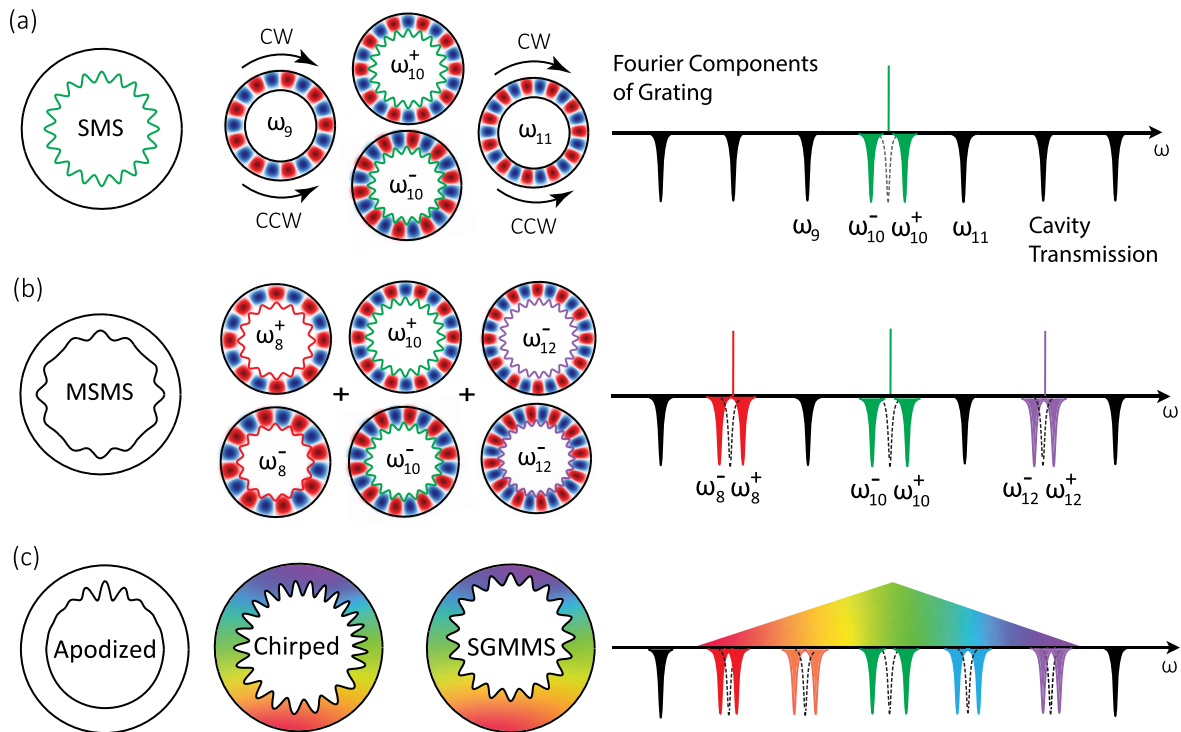 (a)
SMS
CW
CCW
ω9
ω10+
ω10-
CW
CCW
ω11
Fourier Components
of Grating
ω
ω9
ω10-
ω10+
ω11
Cavity
Transmission
(b)
MSMS
ω8+
+
ω10+
+
ω12-
ω8-
ω10-
ω12-
ω
ω8-
ω8+
ω10-
ω10+
ω12-
ω12+
(c)
Apodized
Chirped
SGMMS
ω